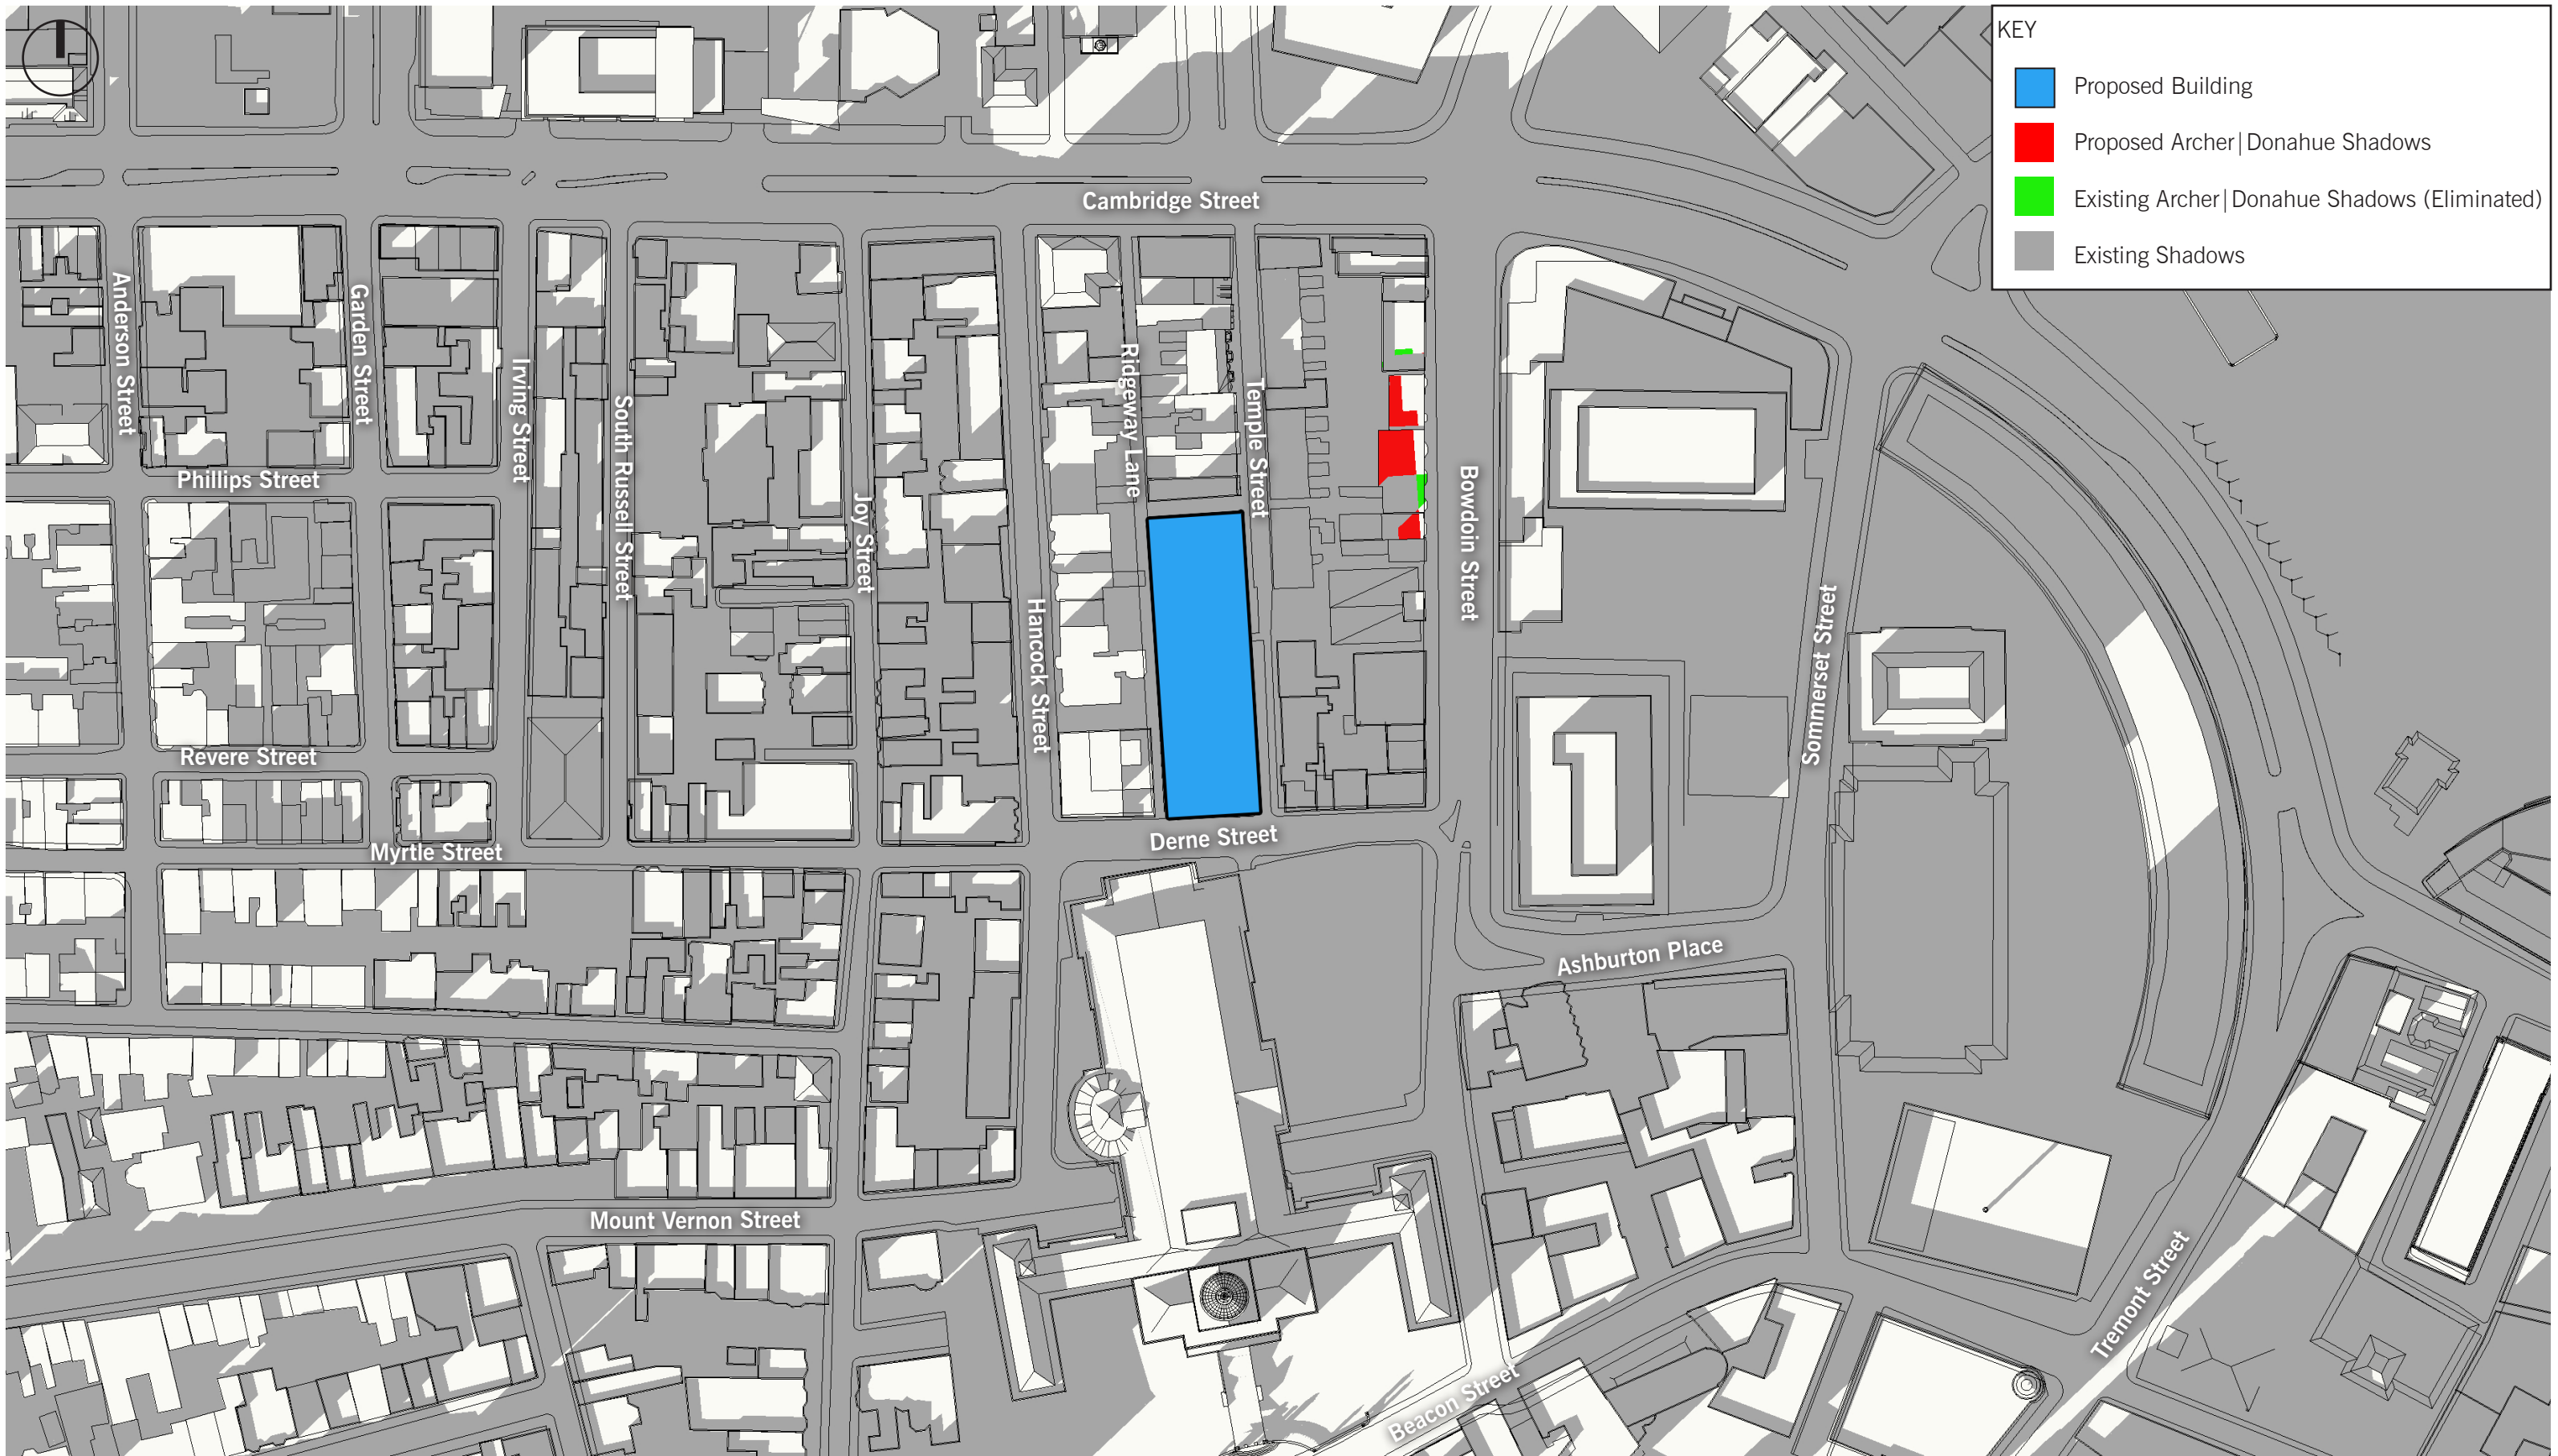 KEY
Proposed Building
Proposed Archer|Donahue Shadows
Existing Archer|Donahue Shadows (Eliminated)
Existing Shadows
Cambridge Street
Anderson Street
Garden Street
Irving Street
South Russell Street
Joy Street
Hancock Street
Ridgeway Lane
Temple Street
Bowdoin Street
Sommerset Street
Phillips Street
Revere Street
Myrtle Street
Derne Street
Ashburton Place
Mount Vernon Street
Beacon Street
Tremont Street